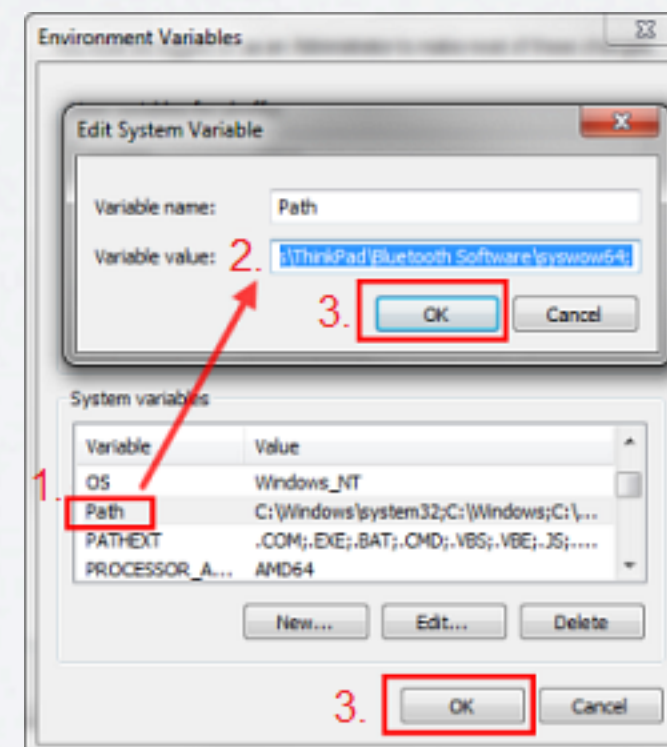 Environment Variables
Edit System Variable
Variable name: Path
Variable value: 2. s\ThinkPad\Bluetooth Software\syswow64;
3. OK Cancel
System variables
Variable Value
OS Windows_NT
1. Path C:\Windows\system32;C:\Windows;C:\...
PATHEXT .COM;.EXE;.BAT;.CMD;.VBS;.VBE;.JS;....
PROCESSOR_A... AMD64
New... Edit... Delete
3. OK Cancel